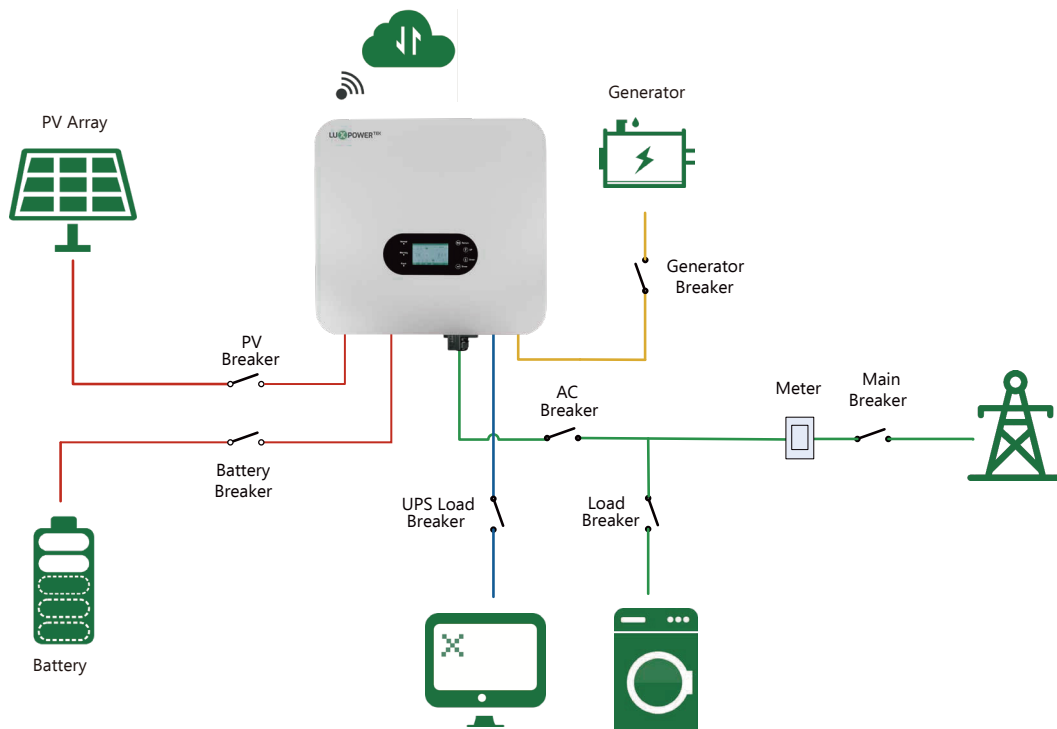 Generator
PV Array
LUXPOWERTEK
Generator
Breaker
PV
Breaker
AC
Breaker
Main
Breaker
Meter
Battery
Breaker
UPS Load
Breaker
Load
Breaker
Battery